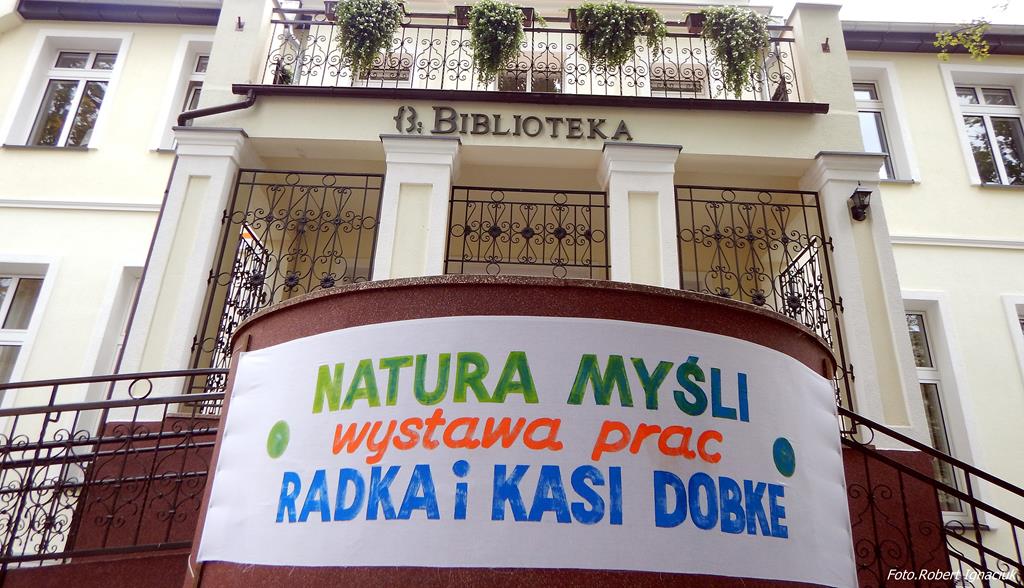 {}; BIBLIOTEKA
NATURA MYŚLI
wystawa prac
RADKA i KASI DOBKE
Foto.Robert Ignaciuk